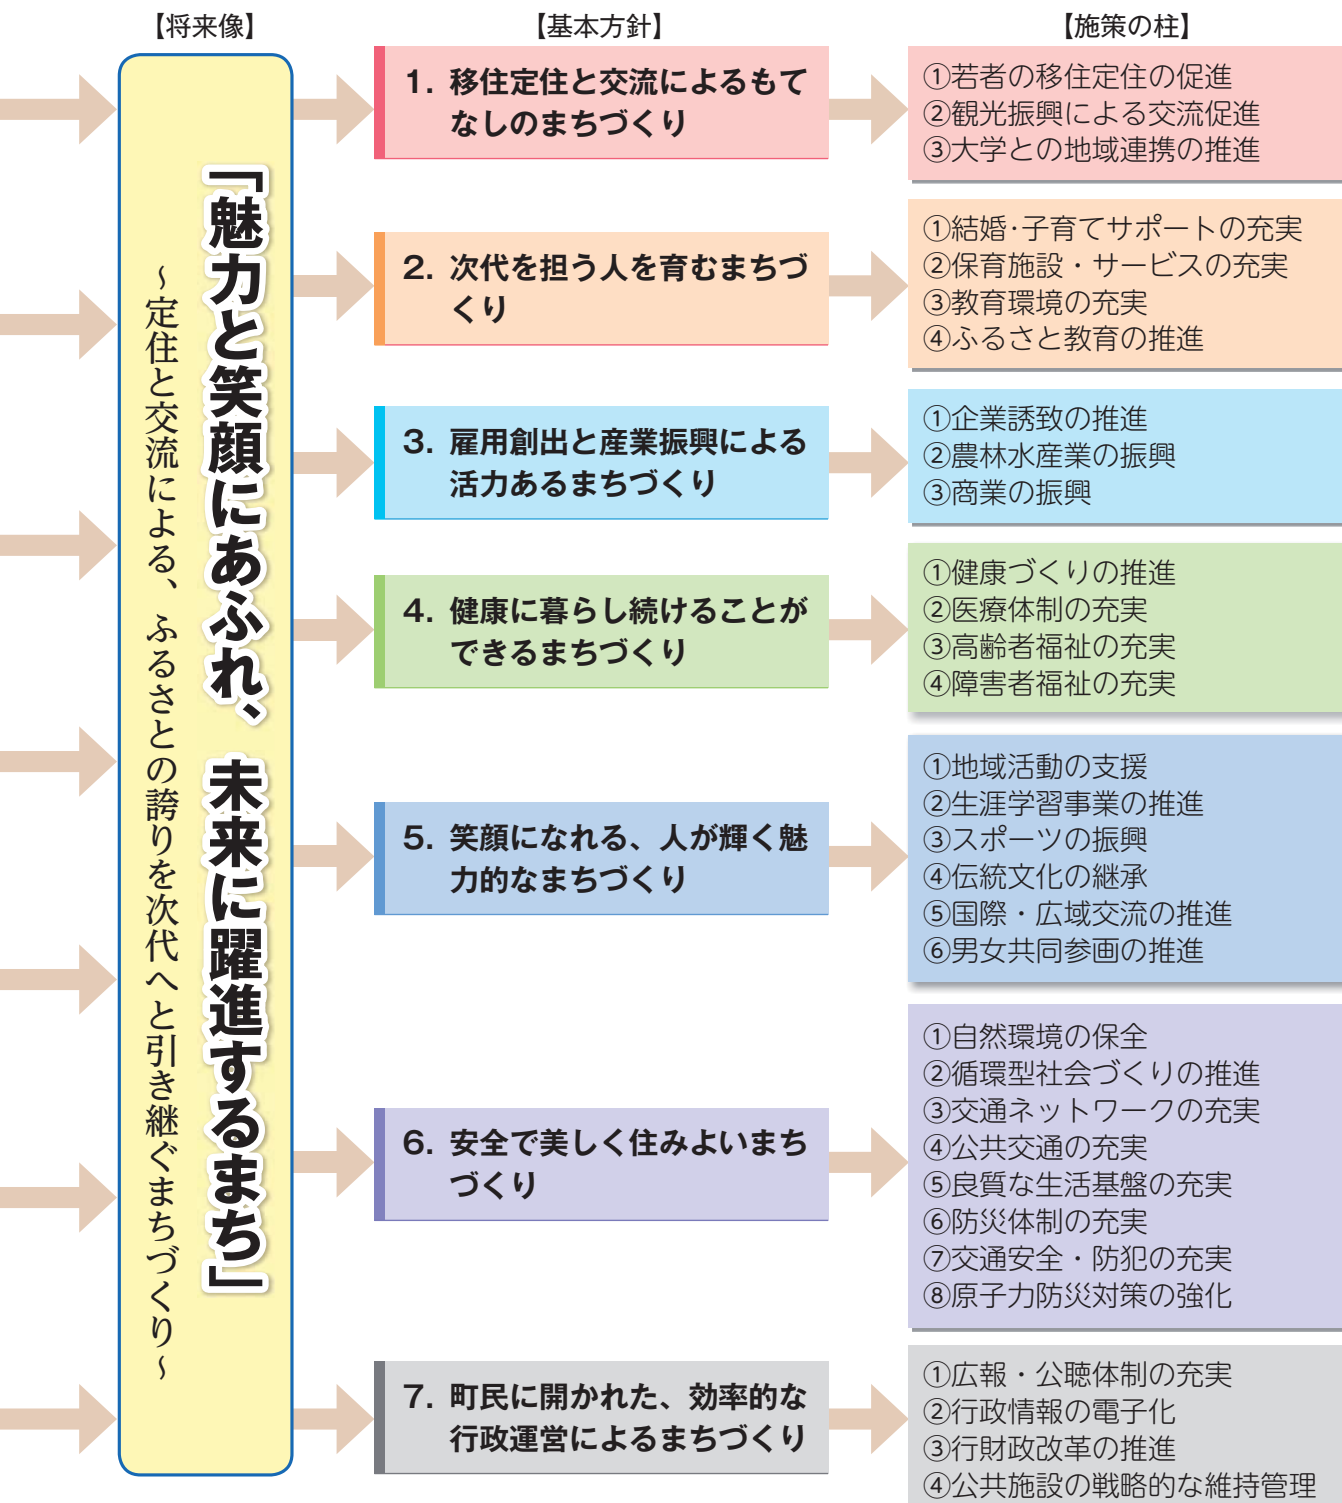 【将来像】
【基本方針】
【施策の柱】
「魅力と笑顔にあふれ、未来に躍進するまち」
～定住と交流による、ふるさとの誇りを次代へと引き継ぐまちづくり～
1. 移住定住と交流によるもて
なしのまちづくり
①若者の移住定住の促進
②観光振興による交流促進
③大学との地域連携の推進
2. 次代を担う人を育むまちづ
くり
①結婚･子育てサポートの充実
②保育施設・サービスの充実
③教育環境の充実
④ふるさと教育の推進
3. 雇用創出と産業振興による
活力あるまちづくり
①企業誘致の推進
②農林水産業の振興
③商業の振興
4. 健康に暮らし続けることが
できるまちづくり
①健康づくりの推進
②医療体制の充実
③高齢者福祉の充実
④障害者福祉の充実
5. 笑顔になれる、人が輝く魅
力的なまちづくり
①地域活動の支援
②生涯学習事業の推進
③スポーツの振興
④伝統文化の継承
⑤国際・広域交流の推進
⑥男女共同参画の推進
6. 安全で美しく住みよいまち
づくり
①自然環境の保全
②循環型社会づくりの推進
③交通ネットワークの充実
④公共交通の充実
⑤良質な生活基盤の充実
⑥防災体制の充実
⑦交通安全・防犯の充実
⑧原子力防災対策の強化
7. 町民に開かれた、効率的な
行政運営によるまちづくり
①広報・公聴体制の充実
②行政情報の電子化
③行財政改革の推進
④公共施設の戦略的な維持管理